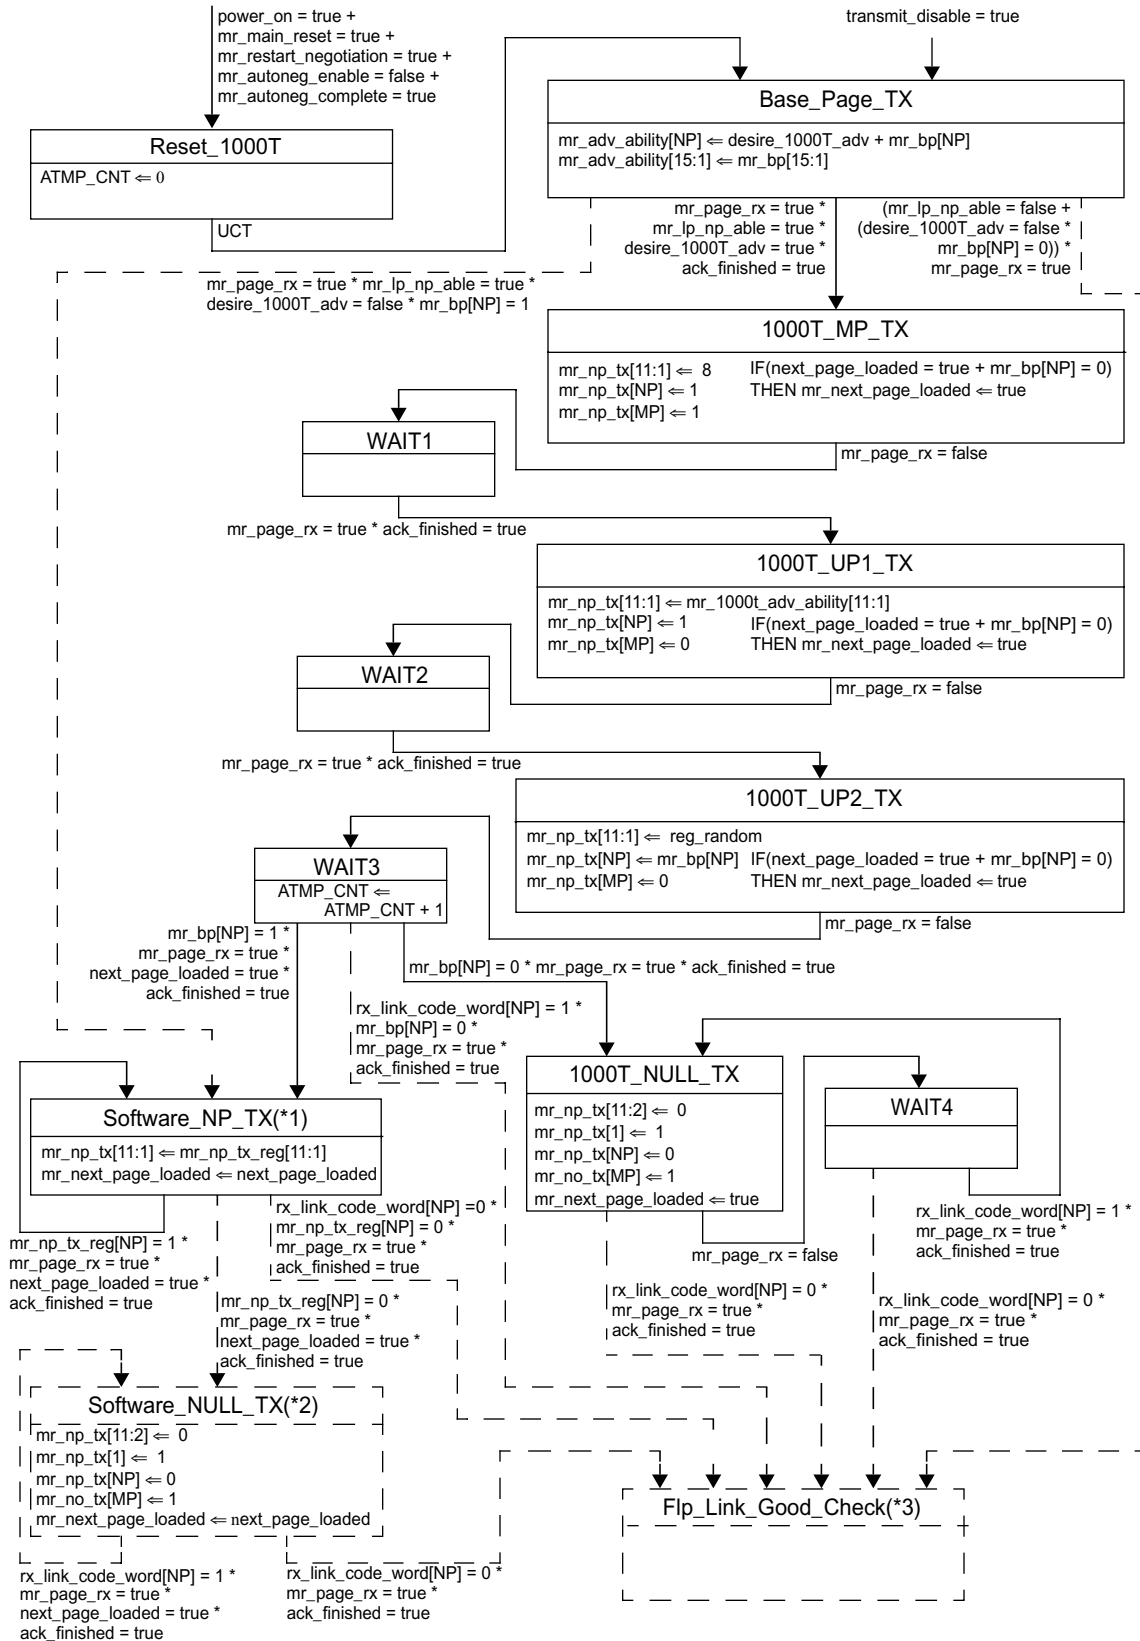 power_on = true +
mr_main_reset = true +
mr_restart_negotiation = true +
mr_autoneg_enable = false +
mr_autoneg_complete = true
transmit_disable = true
Reset_1000T
ATMP_CNT ⇐ 0
UCT
Base_Page_TX
mr_adv_ability[NP] ⇐ desire_1000T_adv + mr_bp[NP]
mr_adv_ability[15:1] ⇐ mr_bp[15:1]
mr_page_rx = true *
mr_lp_np_able = true *
desire_1000T_adv = true *
ack_finished = true
(mr_lp_np_able = false +
(desire_1000T_adv = false *
mr_bp[NP] = 0)) *
mr_page_rx = true
mr_page_rx = true * mr_lp_np_able = true *
desire_1000T_adv = false * mr_bp[NP] = 1
1000T_MP_TX
mr_np_tx[11:1] ⇐ 8 IF(next_page_loaded = true + mr_bp[NP] = 0)
mr_np_tx[NP] ⇐ 1 THEN mr_next_page_loaded ⇐ true
mr_np_tx[MP] ⇐ 1
mr_page_rx = false
WAIT1
mr_page_rx = true * ack_finished = true
1000T_UP1_TX
mr_np_tx[11:1] ⇐ mr_1000t_adv_ability[11:1]
mr_np_tx[NP] ⇐ 1 IF(next_page_loaded = true + mr_bp[NP] = 0)
mr_np_tx[MP] ⇐ 0 THEN mr_next_page_loaded ⇐ true
mr_page_rx = false
WAIT2
mr_page_rx = true * ack_finished = true
1000T_UP2_TX
mr_np_tx[11:1] ⇐ reg_random
mr_np_tx[NP] ⇐ mr_bp[NP] IF(next_page_loaded = true + mr_bp[NP] = 0)
mr_np_tx[MP] ⇐ 0 THEN mr_next_page_loaded ⇐ true
mr_page_rx = false
WAIT3
ATMP_CNT ⇐
ATMP_CNT + 1
mr_bp[NP] = 1 *
mr_page_rx = true *
next_page_loaded = true *
ack_finished = true
mr_bp[NP] = 0 * mr_page_rx = true * ack_finished = true
rx_link_code_word[NP] = 1 *
mr_bp[NP] = 0 *
mr_page_rx = true *
ack_finished = true
1000T_NULL_TX
mr_np_tx[11:2] ⇐ 0
mr_np_tx[1] ⇐ 1
mr_np_tx[NP] ⇐ 0
mr_no_tx[MP] ⇐ 1
mr_next_page_loaded ⇐ true
mr_page_rx = false
WAIT4
rx_link_code_word[NP] = 1 *
mr_page_rx = true *
ack_finished = true
Software_NP_TX(*1)
mr_np_tx[11:1] ⇐ mr_np_tx_reg[11:1]
mr_next_page_loaded ⇐ next_page_loaded
mr_np_tx_reg[NP] = 1 *
mr_page_rx = true *
next_page_loaded = true *
ack_finished = true
rx_link_code_word[NP] =0 *
mr_np_tx_reg[NP] = 0 *
mr_page_rx = true *
ack_finished = true
mr_np_tx_reg[NP] = 0 *
mr_page_rx = true *
next_page_loaded = true *
ack_finished = true
rx_link_code_word[NP] = 0 *
mr_page_rx = true *
ack_finished = true
rx_link_code_word[NP] = 0 *
mr_page_rx = true *
ack_finished = true
Software_NULL_TX(*2)
mr_np_tx[11:2] ⇐ 0
mr_np_tx[1] ⇐ 1
mr_np_tx[NP] ⇐ 0
mr_no_tx[MP] ⇐ 1
mr_next_page_loaded ⇐ next_page_loaded
Flp_Link_Good_Check(*3)
rx_link_code_word[NP] = 1 *
mr_page_rx = true *
next_page_loaded = true *
ack_finished = true
rx_link_code_word[NP] = 0 *
mr_page_rx = true *
ack_finished = true